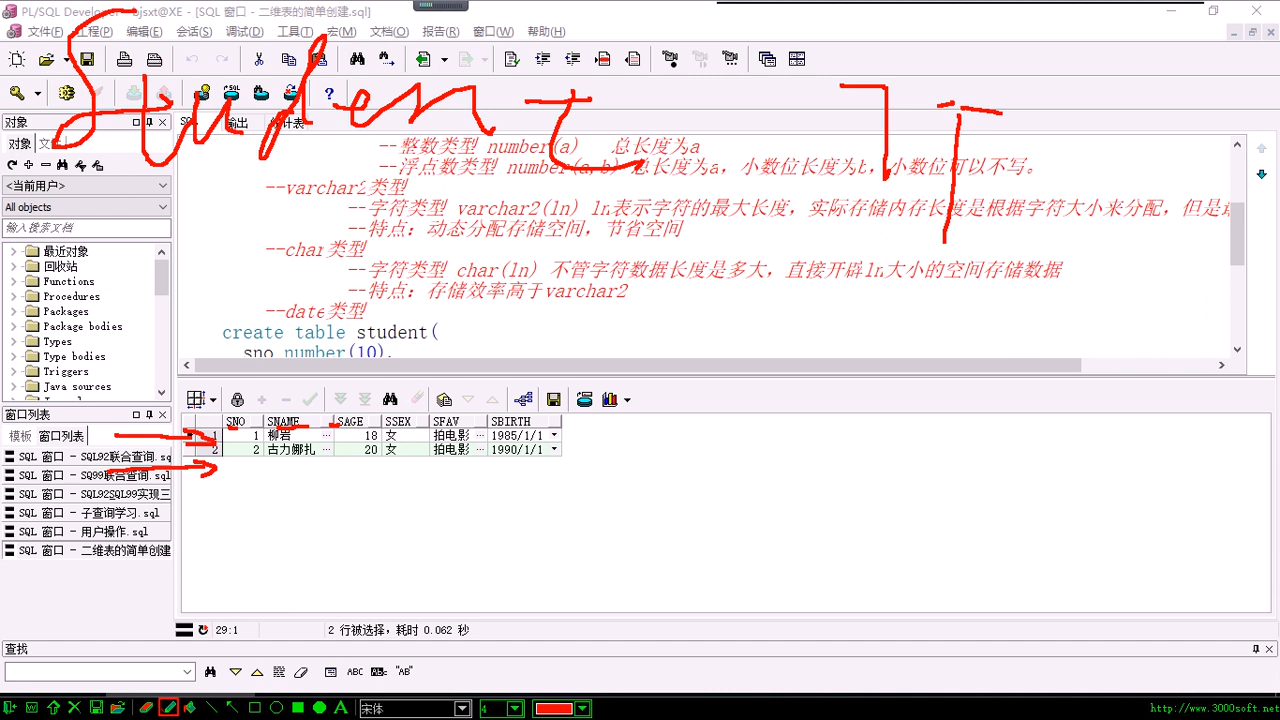 PL/SQL Developer - bjsxt@XE - [SQL 窗口 - 二维表的简单创建.sql]
文件(F) 工程(P) 编辑(E) 会话(S) 调试(D) 工具(T) 宏(M) 文档(O) 报告(R) 窗口(W) 帮助(H)
Student
对象
输出
统计表
对象
<当前用户>
All objects
输入搜索文档
最近对象
回收站
Functions
Procedures
Packages
Package bodies
Types
Type bodies
Triggers
Java sources
--整数类型 number(a) 总长度为a
--浮点数类型 number(a,b) 总长度为a，小数位长度为b，小数位可以不写。
--varchar2类型
--字符类型 varchar2(ln) ln表示字符的最大长度，实际存储内存长度是根据字符大小来分配，但是
--特点：动态分配存储空间，节省空间
--char类型
--字符类型 char(ln) 不管字符数据长度是多大，直接开辟ln大小的空间存储数据
--特点：存储效率高于varchar2
--date类型
create table student(
sno number(10),
窗口列表
模板 窗口列表
SQL 窗口 - SQL92联合查询.sq
SQL 窗口 - SQ99联合查询.sql
SQL 窗口 - SQL92SQL99实现三
SQL 窗口 - 子查询学习.sql
SQL 窗口 - 用户操作.sql
SQL 窗口 - 二维表的简单创建
SNO SNAME SAGE SSEX SFAV SBIRTH
1 1 柳岩 … 18 女 拍电影 … 1985/1/1
2 2 古力娜扎 … 20 女 拍电影 … 1990/1/1
29:1 2 行被选择，耗时 0.062 秒
查找
ABC "AB"
宋体 4
http://www.3000soft.net